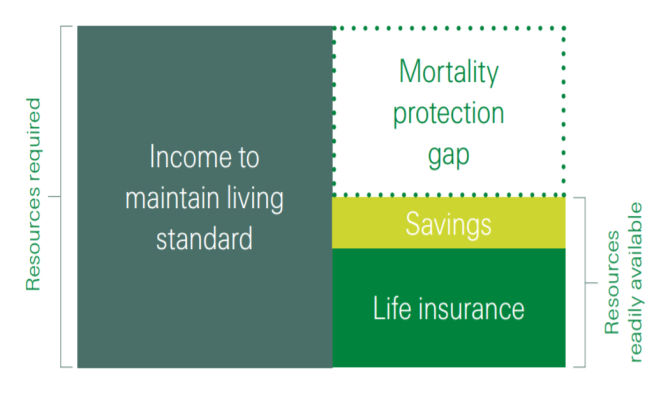 Resources required
Income to
maintain living
standard
Mortality
protection
gap
Savings
Life insurance
Resources
readily available